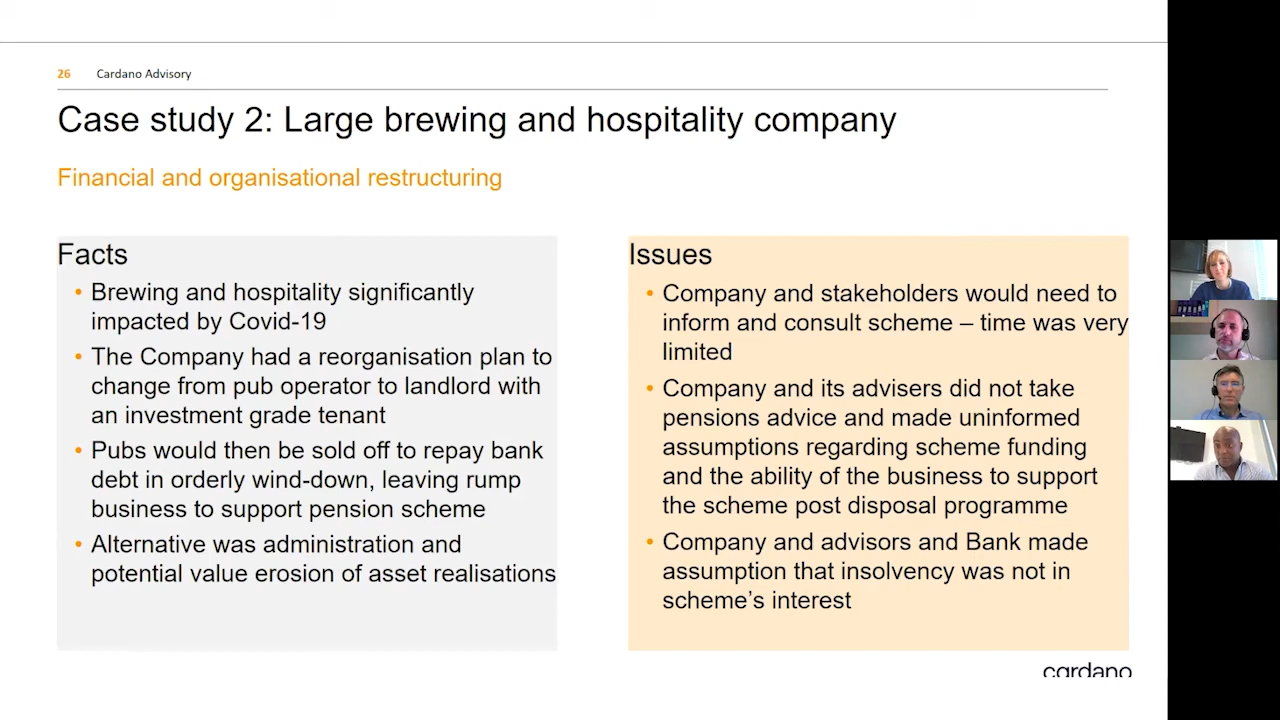 26 Cardano Advisory
Case study 2: Large brewing and hospitality company
Financial and organisational restructuring
Facts
• Brewing and hospitality significantly
impacted by Covid-19
• The Company had a reorganisation plan to
change from pub operator to landlord with
an investment grade tenant
• Pubs would then be sold off to repay bank
debt in orderly wind-down, leaving rump
business to support pension scheme
• Alternative was administration and
potential value erosion of asset realisations
Issues
• Company and stakeholders would need to
inform and consult scheme – time was very
limited
• Company and its advisers did not take
pensions advice and made uninformed
assumptions regarding scheme funding
and the ability of the business to support
the scheme post disposal programme
• Company and advisors and Bank made
assumption that insolvency was not in
scheme’s interest
cardano